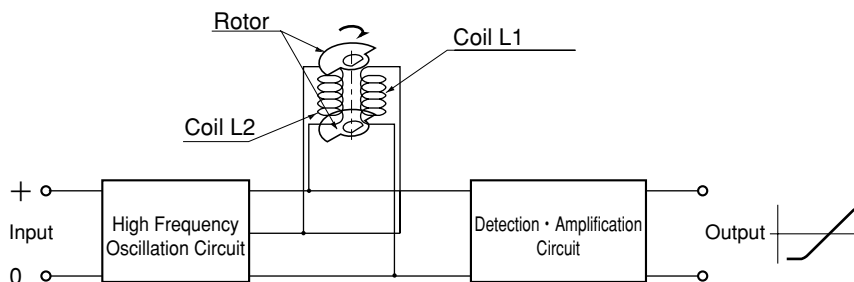 Rotor
Coil L1
Coil L2
+
Input
0
High Frequency
Oscillation Circuit
Detection・Amplification
Circuit
Output